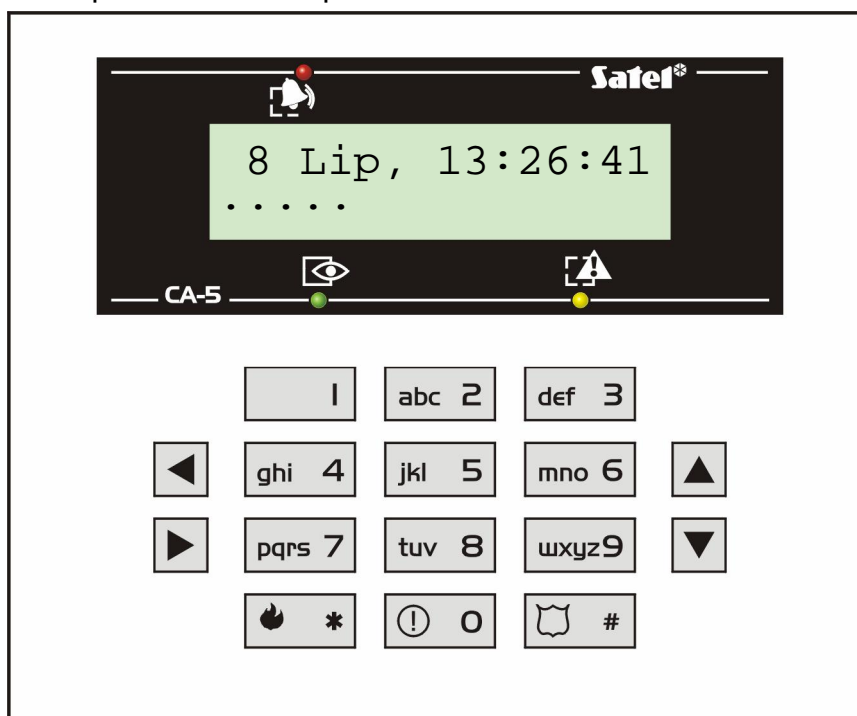 Satel
8 Lip, 13:26:41
.....
CA-5
1 abc 2 def 3
ghi 4 jkl 5 mno 6
pqrs 7 tuv 8 wxyz9
* ! 0 #